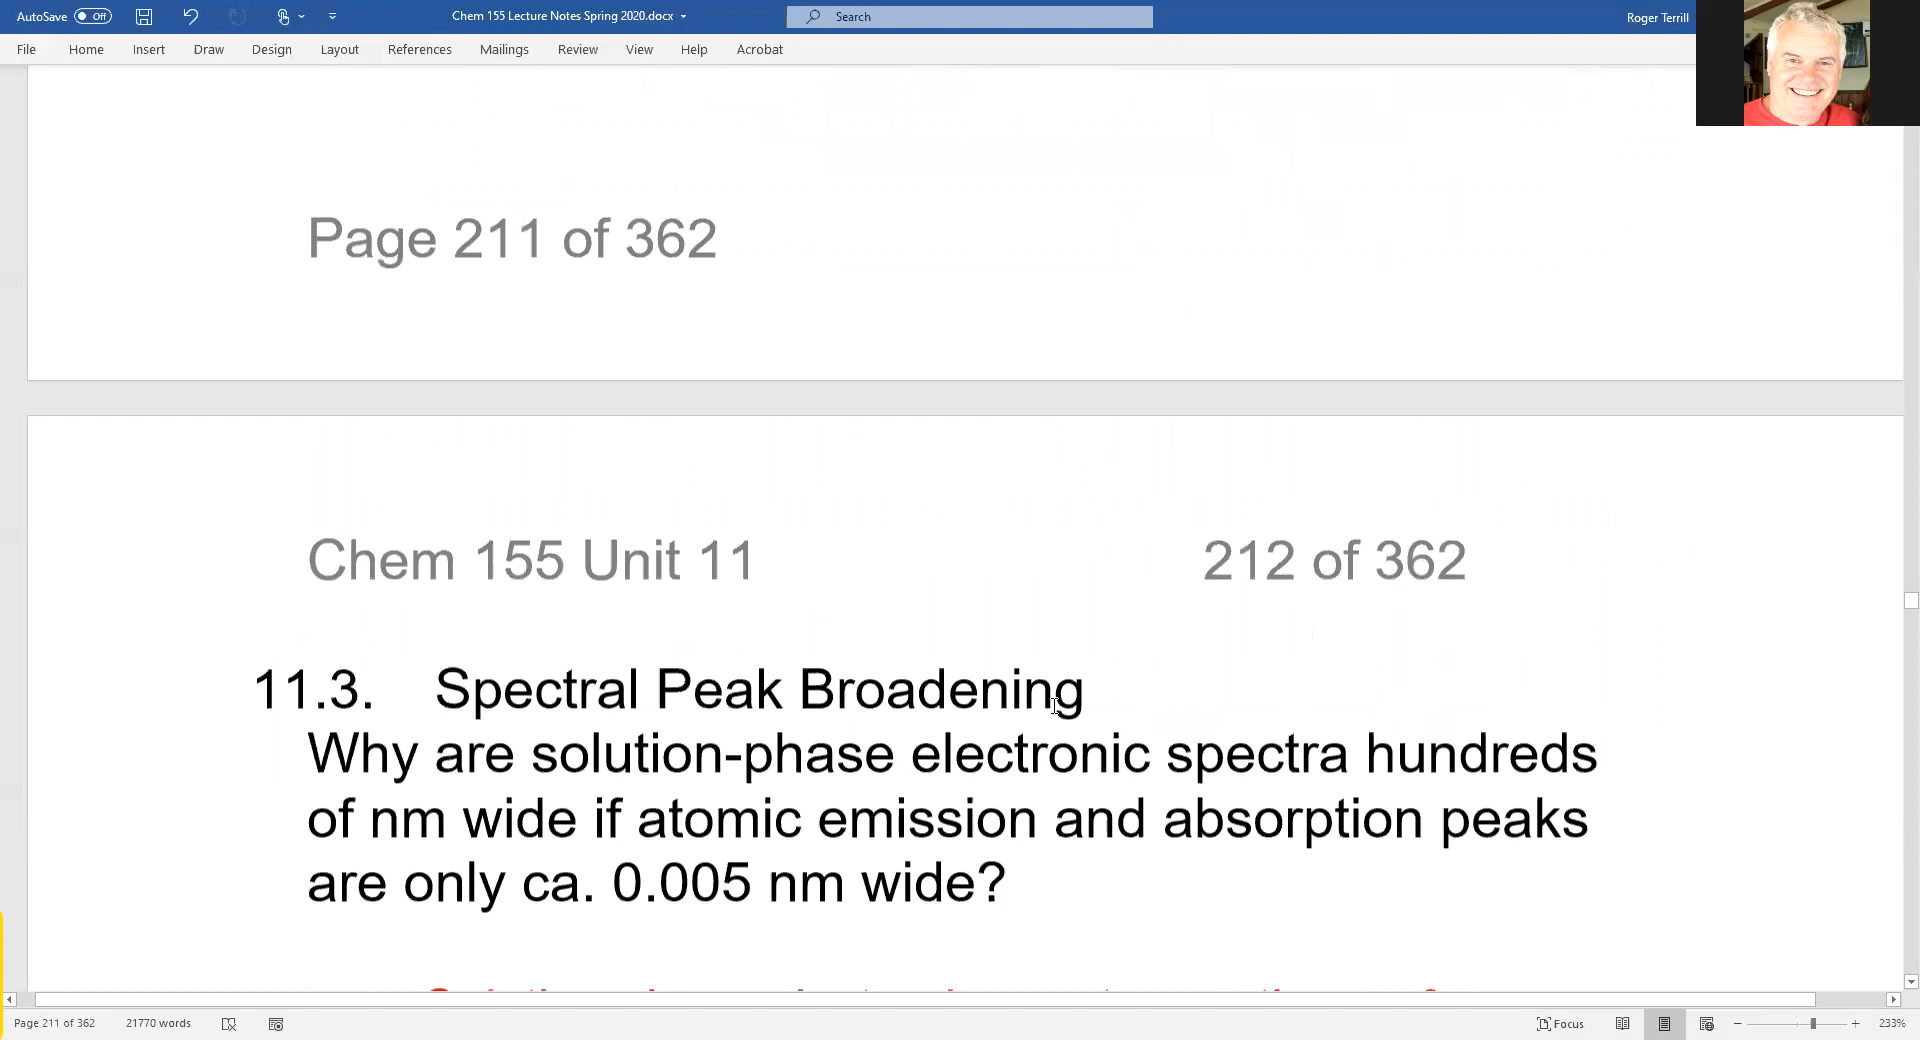 AutoSave Off
Chem 155 Lecture Notes Spring 2020.docx
Search
Roger Terrill
File Home Insert Draw Design Layout References Mailings Review View Help Acrobat
Page 211 of 362
Chem 155 Unit 11 212 of 362
11.3. Spectral Peak Broadening
Why are solution-phase electronic spectra hundreds
of nm wide if atomic emission and absorption peaks
are only ca. 0.005 nm wide?
Page 211 of 362 21770 words Focus 233%